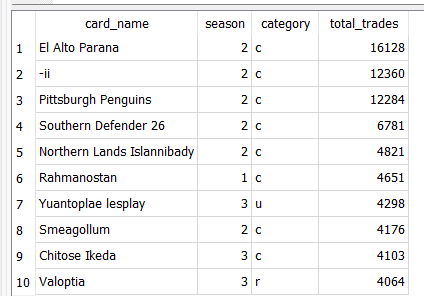 card_name season category total_trades
1 El Alto Parana 2 c 16128
2 -ii 2 c 12360
3 Pittsburgh Penguins 2 c 12284
4 Southern Defender 26 2 c 6781
5 Northern Lands Islannibady 2 c 4821
6 Rahmanostan 1 c 4651
7 Yuantoplae lesplay 3 u 4298
8 Smeagollum 2 c 4176
9 Chitose Ikeda 3 c 4103
10 Valoptia 3 r 4064